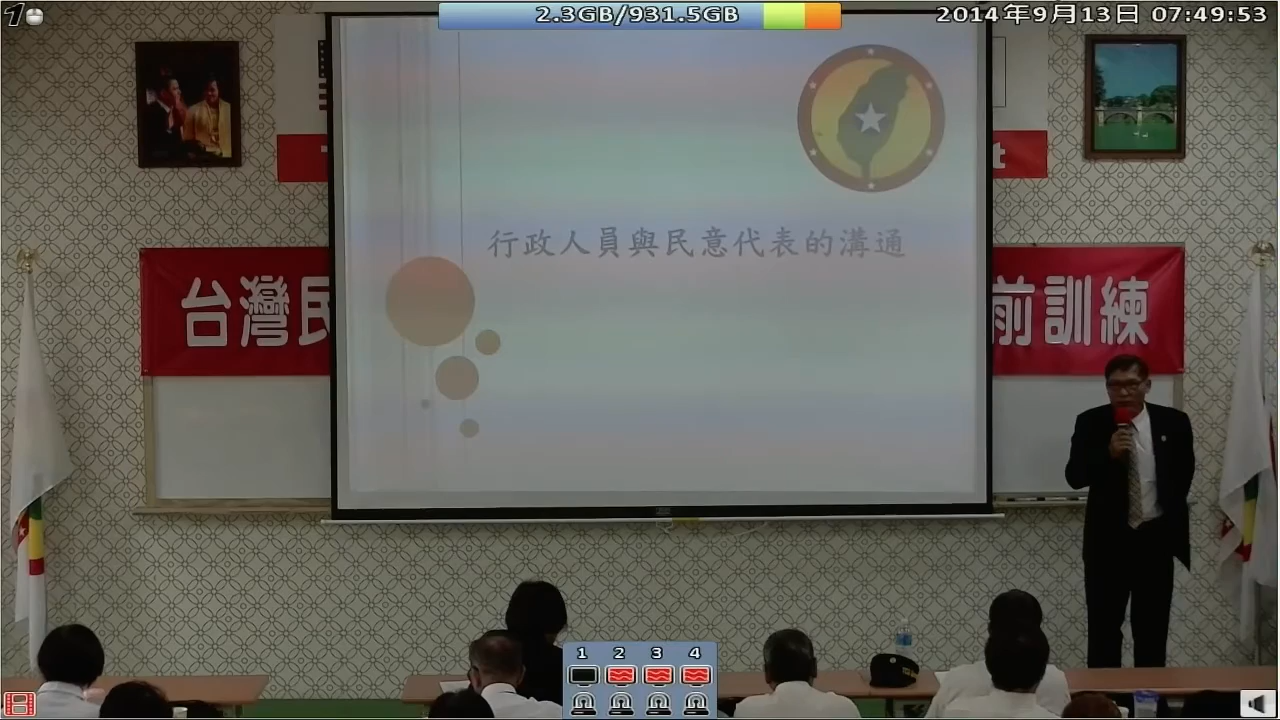 1
2.3GB/931.5GB
2014年9月13日 07:49:53
t
行政人員與民意代表的溝通
台灣民
前訓練
1 2 3 4